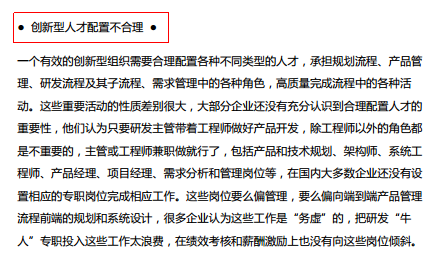 ● 创新型人才配置不合理 ●
一个有效的创新型组织需要合理配置各种不同类型的人才，承担规划流程、产品管
理、研发流程及其子流程、需求管理中的各种角色，高质量完成流程中的各种活
动。这些重要活动的性质差别很大，大部分企业还没有充分认识到合理配置人才的
重要性，他们认为只要研发主管带着工程师做好产品开发，除工程师以外的角色都
是不重要的，主管或工程师兼职做就行了，包括产品和技术规划、架构师、系统工
程师、产品经理、项目经理、需求分析和管理岗位等，在国内大多数企业还没有设
置相应的专职岗位完成相应工作。这些岗位要么偏管理，要么偏向端到端产品管理
流程前端的规划和系统设计，很多企业认为这些工作是“务虚”的，把研发“牛
人”专职投入这些工作太浪费，在绩效考核和薪酬激励上也没有向这些岗位倾斜。